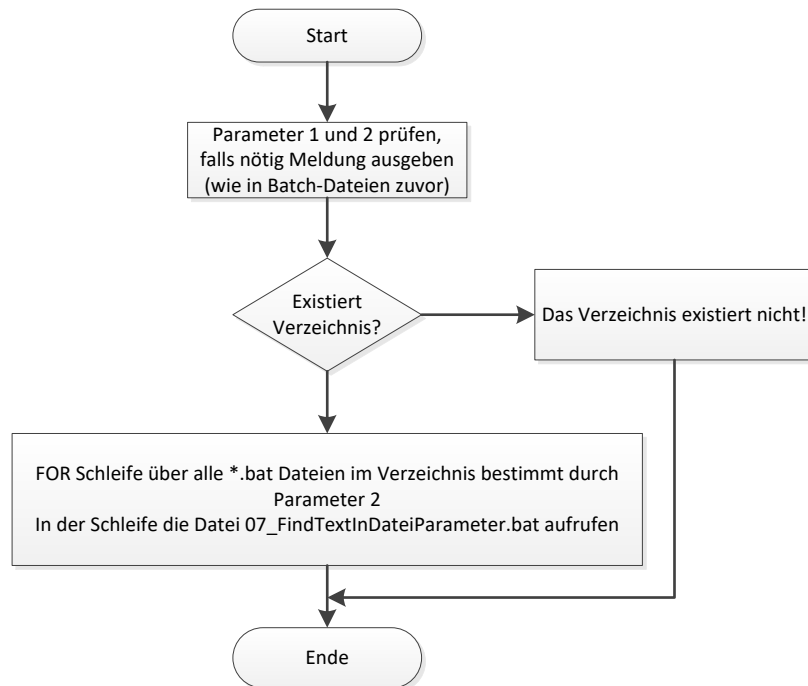 Start
Parameter 1 und 2 prüfen,
falls nötig Meldung ausgeben
(wie in Batch-Dateien zuvor)
Existiert
Verzeichnis?
Das Verzeichnis existiert nicht!
FOR Schleife über alle *.bat Dateien im Verzeichnis bestimmt durch
Parameter 2
In der Schleife die Datei 07_FindTextInDateiParameter.bat aufrufen
Ende